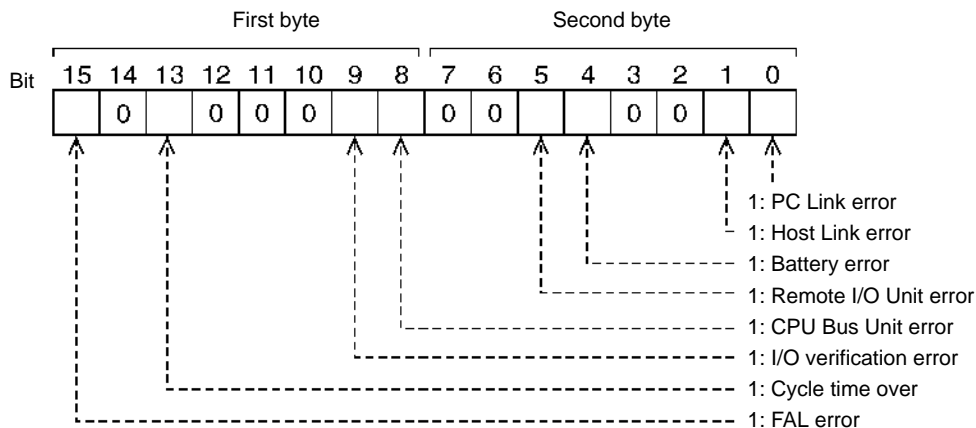 First byte Second byte
Bit 15 14 13 12 11 10 9 8 7 6 5 4 3 2 1 0
0 0 0 0 0 0 0 0
1: PC Link error
1: Host Link error
1: Battery error
1: Remote I/O Unit error
1: CPU Bus Unit error
1: I/O verification error
1: Cycle time over
1: FAL error